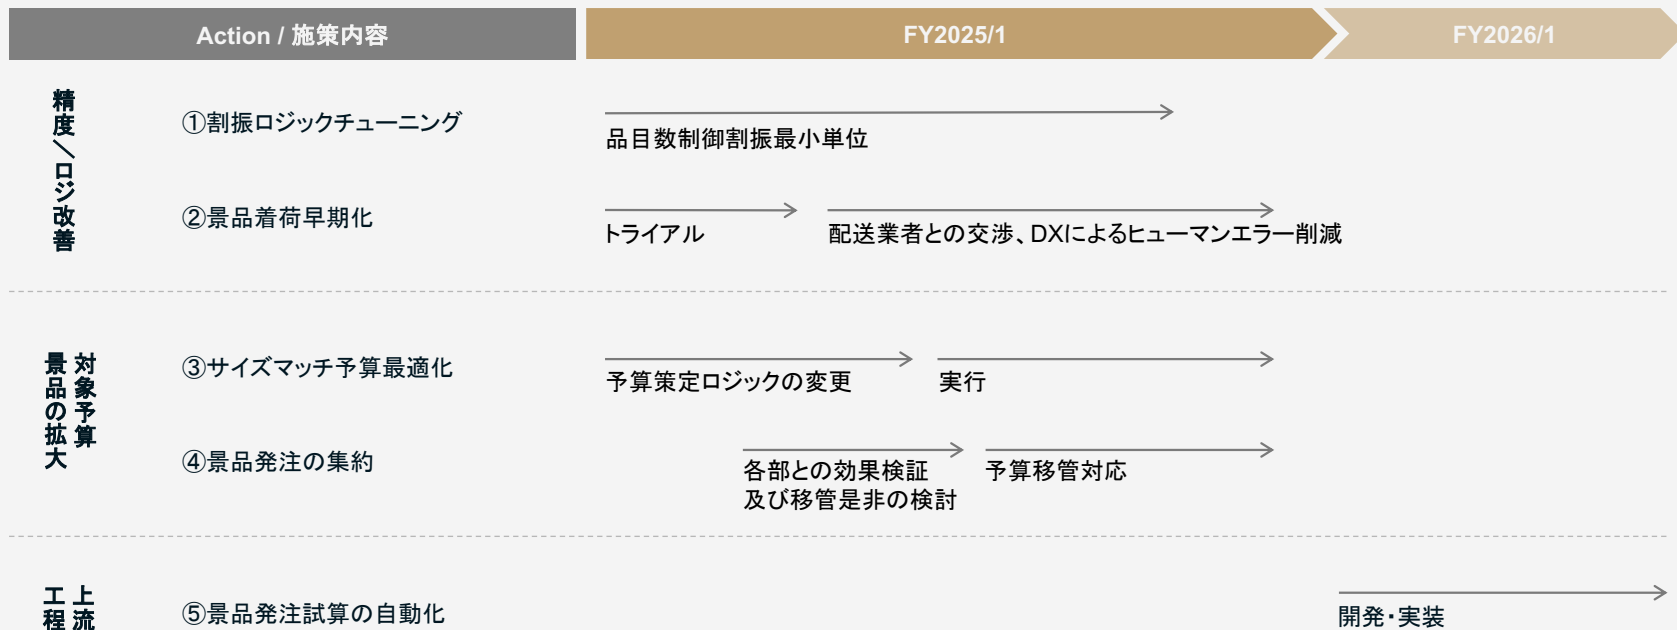 Action / 施策内容
FY2025/1
FY2026/1
精度／ロジ改善
①割振ロジックチューニング
品目数制御割振最小単位
②景品着荷早期化
トライアル
配送業者との交渉、DXによるヒューマンエラー削減
対象予算
景品の拡大
③サイズマッチ予算最適化
予算策定ロジックの変更
実行
④景品発注の集約
各部との効果検証
及び移管是非の検討
予算移管対応
上流
工程
⑤景品発注試算の自動化
開発・実装